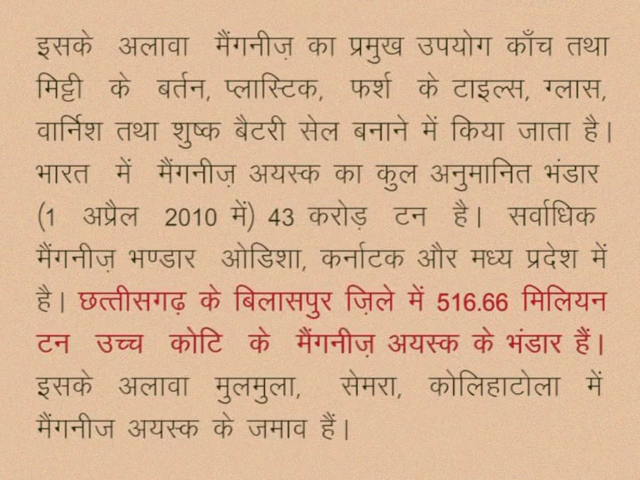 इसके अलावा मैंगनीज़ का प्रमुख उपयोग काँच तथा
मिट्टी के बर्तन, प्लास्टिक, फर्श के टाइल्स, ग्लास,
वार्निश तथा शुष्क बैटरी सेल बनाने में किया जाता है।
भारत में मैंगनीज़ अयस्क का कुल अनुमानित भंडार
(1 अप्रैल 2010 में) 43 करोड़ टन है। सर्वाधिक
मैंगनीज़ भण्डार ओडिशा, कर्नाटक और मध्य प्रदेश में
है। छत्तीसगढ़ के बिलासपुर ज़िले में 516.66 मिलियन
टन उच्च कोटि के मैंगनीज़ अयस्क के भंडार हैं।
इसके अलावा मुलमुला, सेमरा, कोलिहाटोला में
मैंगनीज अयस्क के जमाव हैं।